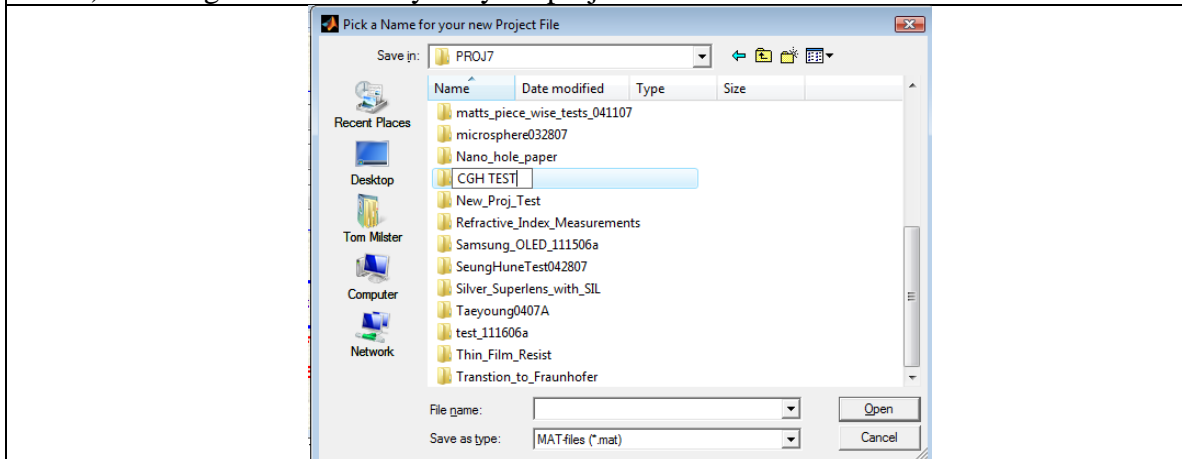 Pick a Name for your new Project File
Save in: PROJ7
Name Date modified Type Size
Recent Places
Desktop
Tom Milster
Computer
Network
matts_piece_wise_tests_041107
microsphere032807
Nano_hole_paper
CGH TEST
New_Proj_Test
Refractive_Index_Measurements
Samsung_OLED_111506a
SeungHuneTest042807
Silver_Superlens_with_SIL
Taeyoung0407A
test_111606a
Thin_Film_Resist
Transtion_to_Fraunhofer
File name: Open
Save as type: MAT-files (*.mat) Cancel